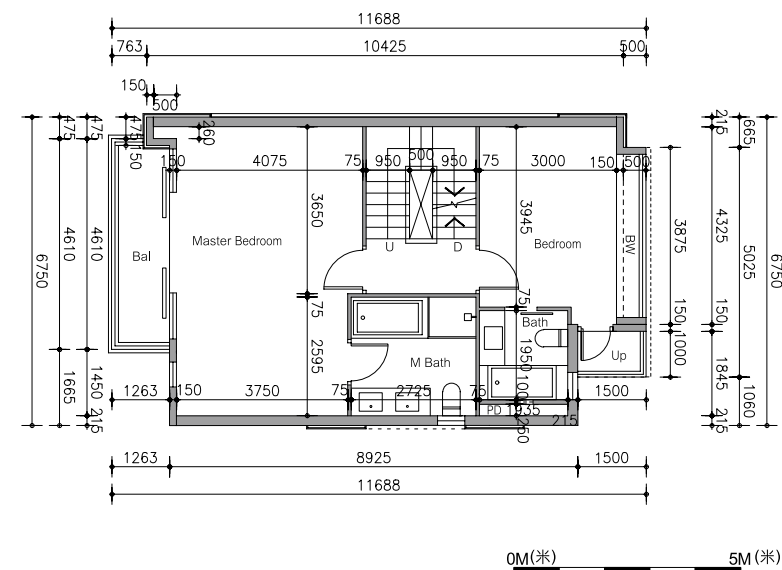 11688
763 10425 500
150
500
475 475 475 260 215 665
150
150 4075 75 950 500 950 75 3000 150 500
3650 3945 3875 4325
6750 4610 4610 5025 6750
Bal Master Bedroom U D Bedroom BW
75 75 150 150
Bath
2595 M Bath 1950 Up 1000
1665 1450 100 1845 1060
1263 150 3750 75 2725 75 PD 1935 1500
215 250 215 215
1263 8925 1500
11688
0M(米) 5M(米)